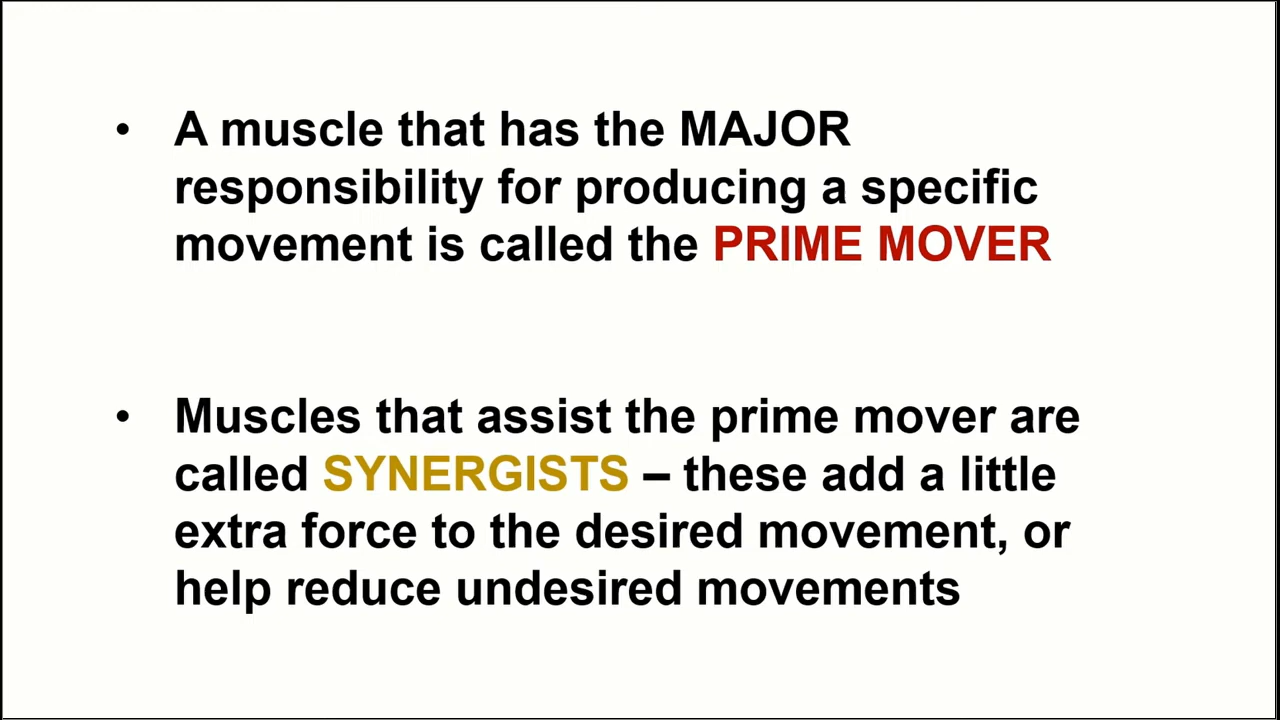 • A muscle that has the MAJOR
responsibility for producing a specific
movement is called the PRIME MOVER
• Muscles that assist the prime mover are
called SYNERGISTS – these add a little
extra force to the desired movement, or
help reduce undesired movements